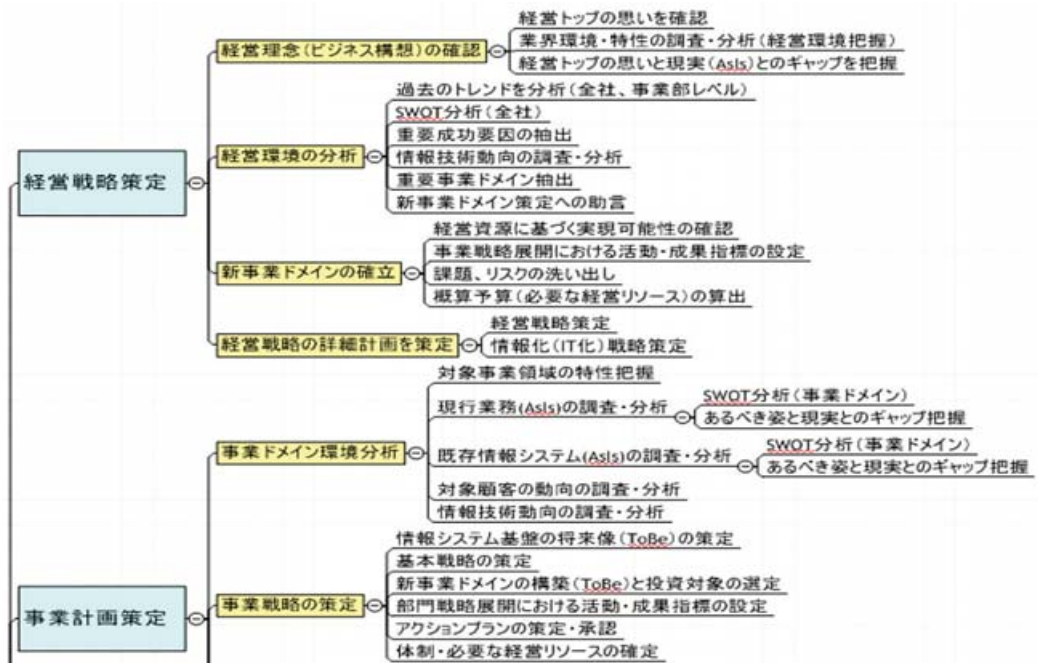 経営戦略策定
経営理念(ビジネス構想)の確認
経営トップの思いを確認
業界環境・特性の調査・分析(経営環境把握)
経営トップの思いと現実(AsIs)とのギャップを把握
経営環境の分析
過去のトレンドを分析(全社、事業部レベル)
SWOT分析(全社)
重要成功要因の抽出
情報技術動向の調査・分析
重要事業ドメイン抽出
新事業ドメイン策定への助言
新事業ドメインの確立
経営資源に基づく実現可能性の確認
事業戦略展開における活動・成果指標の設定
課題、リスクの洗い出し
概算予算(必要な経営リソース)の算出
経営戦略の詳細計画を策定
経営戦略策定
情報化(IT化)戦略策定
事業計画策定
事業ドメイン環境分析
対象事業領域の特性把握
現行業務(AsIs)の調査・分析
SWOT分析(事業ドメイン)
あるべき姿と現実とのギャップ把握
既存情報システム(AsIs)の調査・分析
SWOT分析(事業ドメイン)
あるべき姿と現実とのギャップ把握
対象顧客の動向の調査・分析
情報技術動向の調査・分析
事業戦略の策定
情報システム基盤の将来像(ToBe)の策定
基本戦略の策定
新事業ドメインの構築(ToBe)と投資対象の選定
部門戦略展開における活動・成果指標の設定
アクションプランの策定・承認
体制・必要な経営リソースの確定